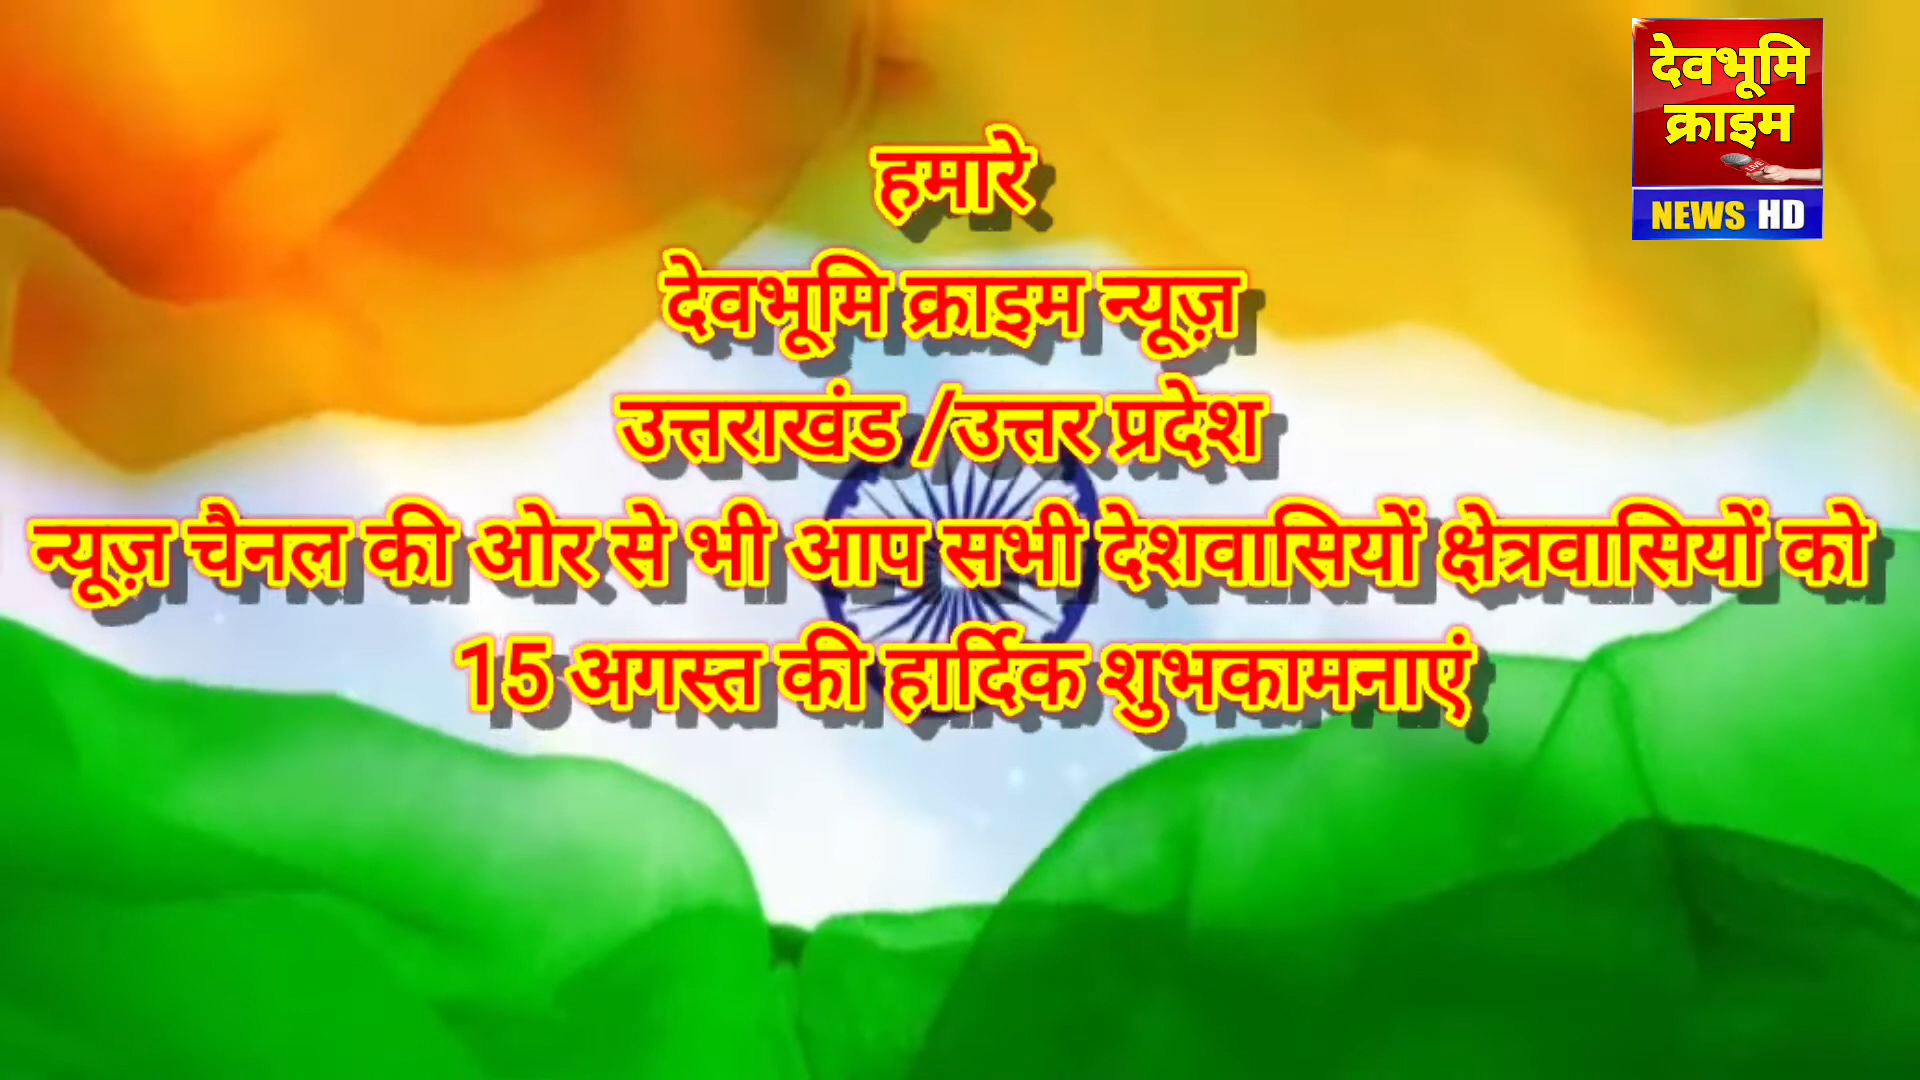 देवभूमि
क्राइम
LIVE
NEWS HD
हमारे
देवभूमि क्राइम न्यूज़
उत्तराखंड /उत्तर प्रदेश
न्यूज़ चैनल की ओर से भी आप सभी देशवासियों क्षेत्रवासियों को
15 अगस्त की हार्दिक शुभकामनाएं